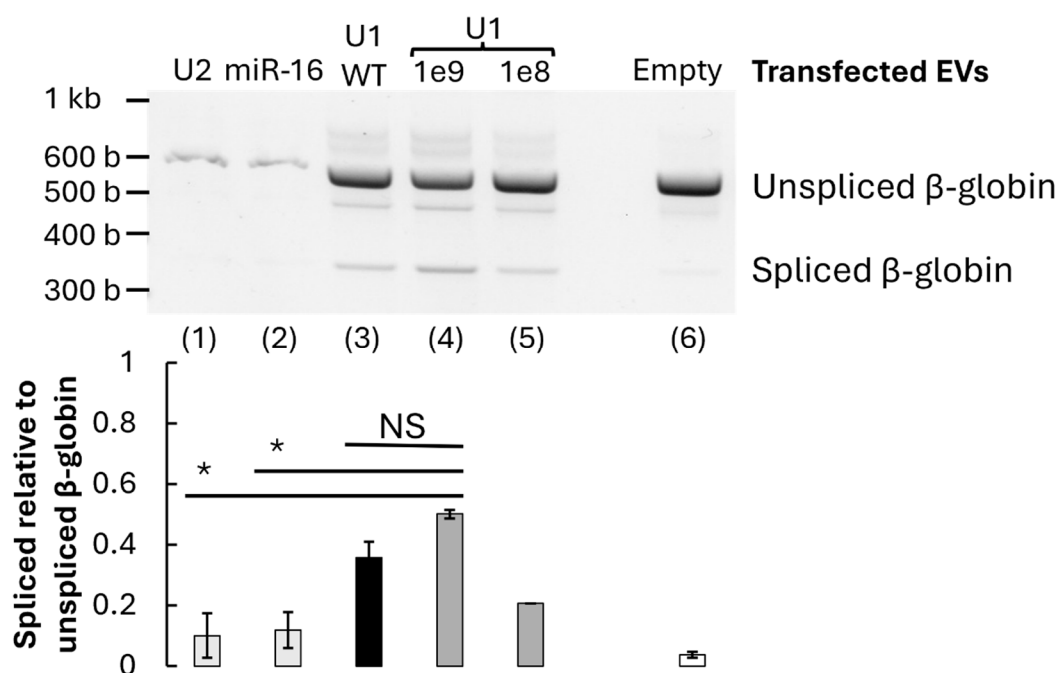 U1
U1
U2 miR-16 WT 1e9 1e8 Empty Transfected EVs
1 kb
600 b
500 b Unspliced β-globin
400 b
Spliced β-globin
300 b
(1) (2) (3) (4) (5) (6)
1
0.8
NS
*
0.6
*
0.4
0.2
0
Spliced relative to
unspliced β-globin